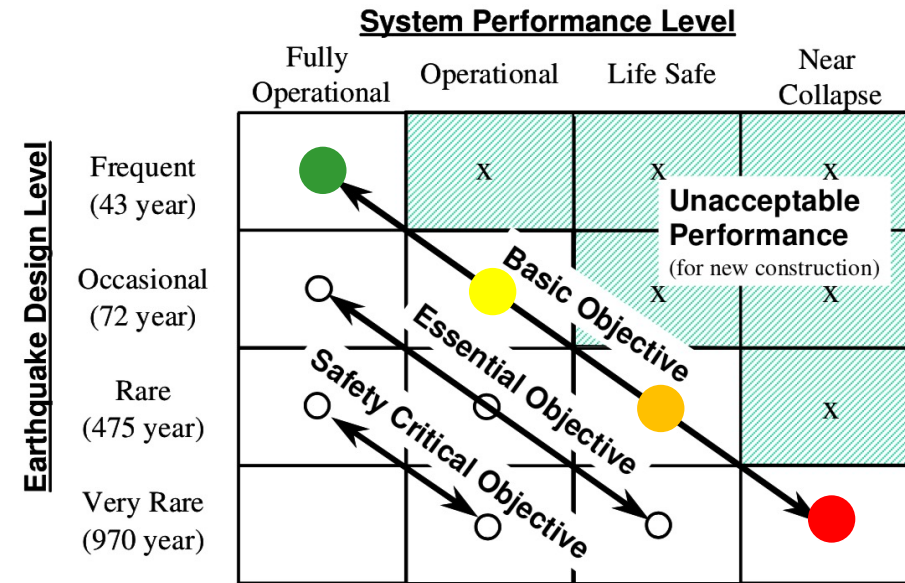 System Performance Level
Fully
Operational
Operational
Life Safe
Near
Collapse
Earthquake Design Level
Frequent
(43 year)
x
x
x
Unacceptable
Performance
(for new construction)
Occasional
(72 year)
x
x
Basic Objective
Essential Objective
Safety Critical Objective
Rare
(475 year)
x
Very Rare
(970 year)